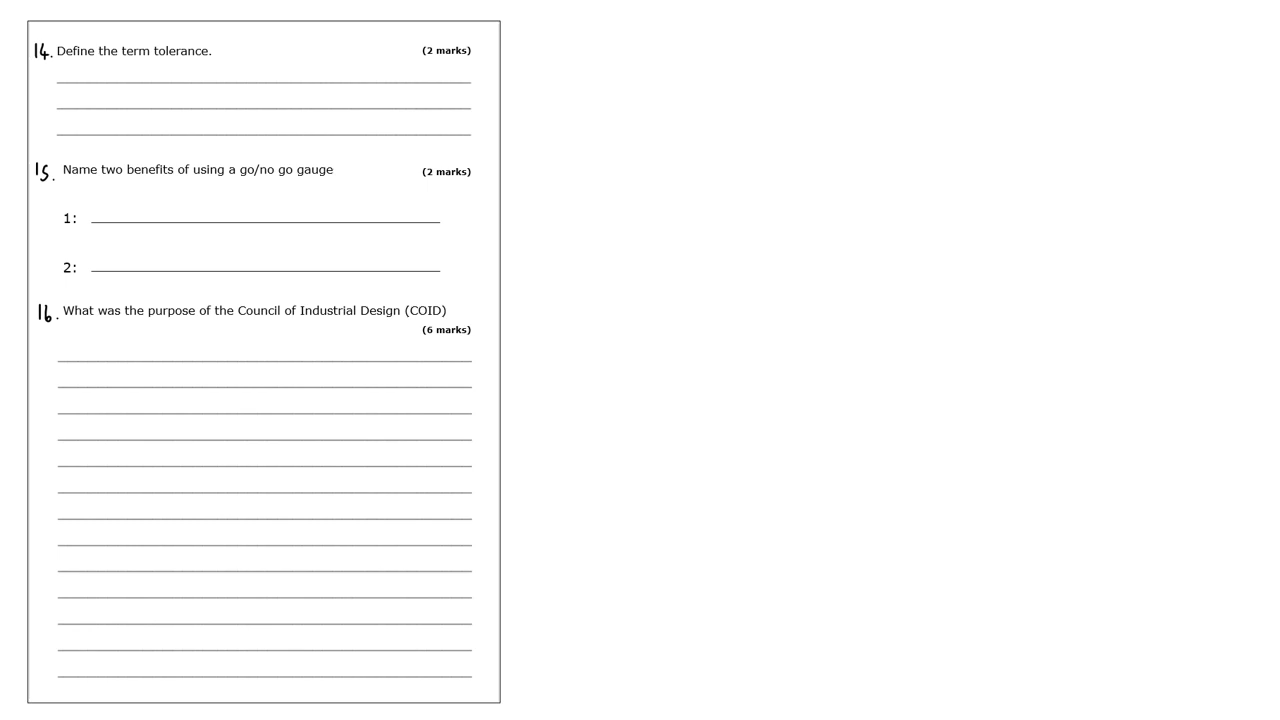 14. Define the term tolerance. (2 marks)
15. Name two benefits of using a go/no go gauge (2 marks)
1:
2:
16. What was the purpose of the Council of Industrial Design (COID)
(6 marks)